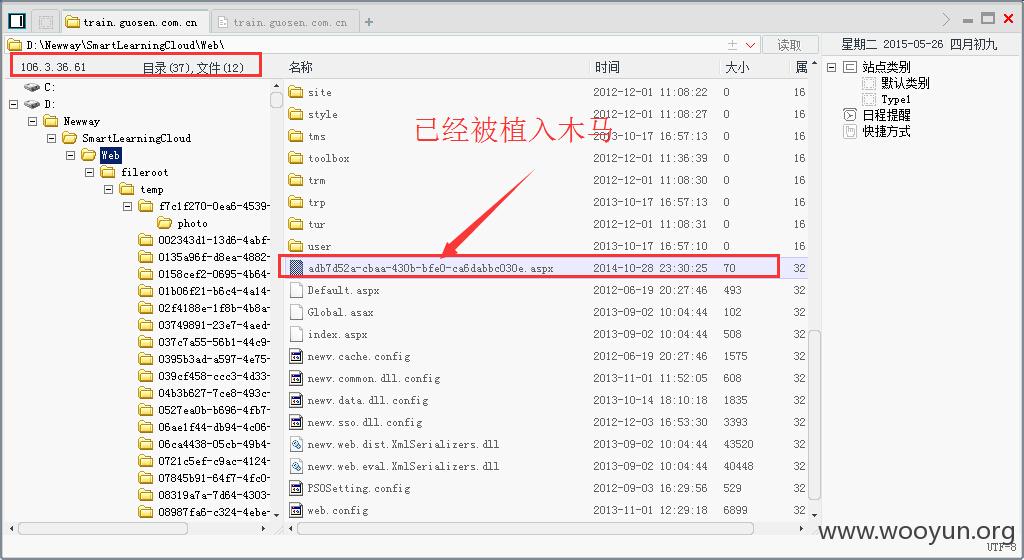 train.guosen.com.cn train.guosen.com.cn
D:\Newway\SmartLearningCloud\Web\ 读取 星期二 2015-05-26 四月初九
106.3.36.61 目录(37),文件(12) 名称 时间 大小 属
C:
D:
Newway
SmartLearningCloud
Web
fileroot
temp
f7c1f270-0ea6-4539-
photo
002343d1-13d6-4abf-
0135a96f-d8ea-4882-
0158cef2-0695-4b64-
01b06f21-b6c4-4a14-
02f4188e-1f8b-4b8a-
03749891-23e7-4aed-
037c7a55-56b1-44c9-
0395b3ad-a597-4e75-
039cf458-ccc3-4d33-
04b3b627-7ce8-493c-
0527ea0b-b696-4fb7-
06ae1f44-db94-4c06-
06ca4438-05cb-49b4-
0721c5ef-c9ac-4124-
07845b91-64f7-4fc0-
08319a7a-7d64-4303-
08987fa6-c324-4ebe-
site 2012-12-01 11:08:22 0 16
style 2012-12-01 11:08:27 0 16
tms 2013-10-17 16:57:13 0 16
toolbox 2012-12-01 11:36:39 0 16
trm 2012-12-01 11:08:30 0 16
trp 2013-10-17 16:57:13 0 16
tur 2012-12-01 11:08:31 0 16
user 2013-10-17 16:57:10 0 16
adb7d52a-cbaa-430b-bfe0-ca6dabbc030e.aspx 2014-10-28 23:30:25 70 32
Default.aspx 2012-06-19 20:27:46 493 32
Global.asax 2013-09-02 10:04:44 102 32
index.aspx 2013-09-02 10:04:44 508 32
newv.cache.config 2012-06-19 20:27:46 1575 32
newv.common.dll.config 2013-11-01 11:52:05 608 32
newv.data.dll.config 2013-10-14 18:10:18 1835 32
newv.sso.dll.config 2012-12-03 16:53:30 3393 32
newv.web.dist.XmlSerializers.dll 2013-09-02 10:04:44 43520 32
newv.web.eval.XmlSerializers.dll 2013-09-02 10:04:44 40448 32
PSOSetting.config 2012-09-03 16:29:56 529 32
web.config 2013-11-01 12:29:18 6899 32
已经被植入木马
站点类别
默认类别
Type1
日程提醒
快捷方式
www.wooyun.org
UTF-8